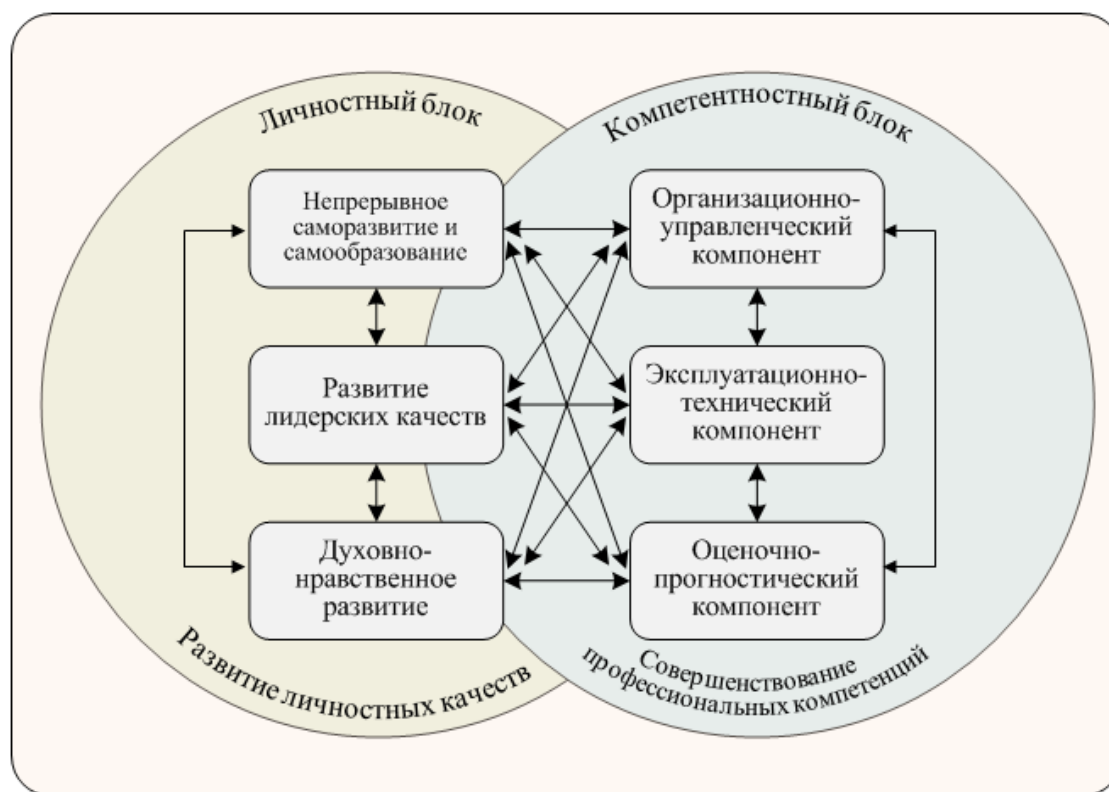 Личностный блок
Компетентностный блок
Непрерывное
саморазвитие и
самообразование
Организационно-
управленческий
компонент
Развитие
лидерских качеств
Эксплуатационно-
технический
компонент
Духовно-
нравственное
развитие
Оценочно-
прогностический
компонент
Развитие личностных качеств
Совершенствование
профессиональных компетенций